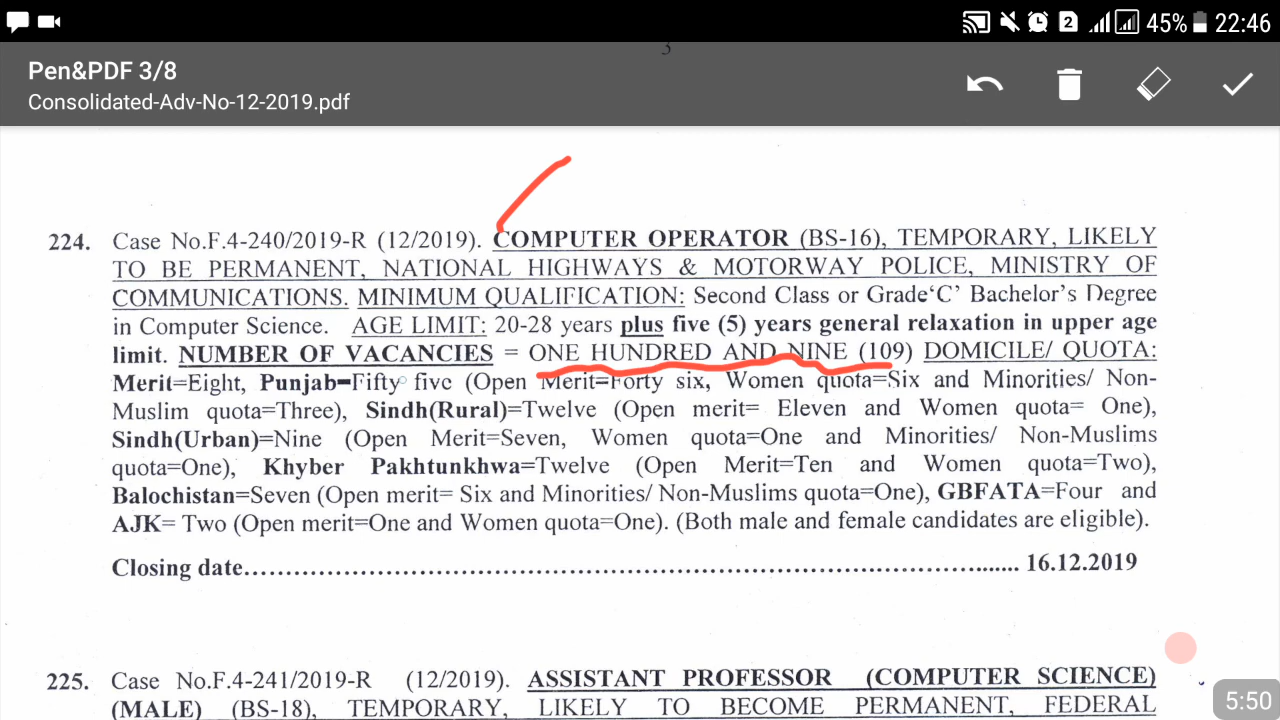 45% 22:46
3
Pen&PDF 3/8
Consolidated-Adv-No-12-2019.pdf
224. Case No.F.4-240/2019-R (12/2019). COMPUTER OPERATOR (BS-16), TEMPORARY, LIKELY
TO BE PERMANENT, NATIONAL HIGHWAYS & MOTORWAY POLICE, MINISTRY OF
COMMUNICATIONS. MINIMUM QUALIFICATION: Second Class or Grade‘C’ Bachelor’s Degree
in Computer Science. AGE LIMIT: 20-28 years plus five (5) years general relaxation in upper age
limit. NUMBER OF VACANCIES = ONE HUNDRED AND NINE (109) DOMICILE/ QUOTA:
Merit=Eight, Punjab=Fifty five (Open Merit=Forty six, Women quota=Six and Minorities/ Non-
Muslim quota=Three), Sindh(Rural)=Twelve (Open merit= Eleven and Women quota= One),
Sindh(Urban)=Nine (Open Merit=Seven, Women quota=One and Minorities/ Non-Muslims
quota=One), Khyber Pakhtunkhwa=Twelve (Open Merit=Ten and Women quota=Two),
Balochistan=Seven (Open merit= Six and Minorities/ Non-Muslims quota=One), GBFATA=Four and
AJK= Two (Open merit=One and Women quota=One). (Both male and female candidates are eligible).
Closing date................................................................................ 16.12.2019
225. Case No.F.4-241/2019-R (12/2019). ASSISTANT PROFESSOR (COMPUTER SCIENCE)
(MALE) (BS-18), TEMPORARY, LIKELY TO BECOME PERMANENT, FEDERAL
5:50